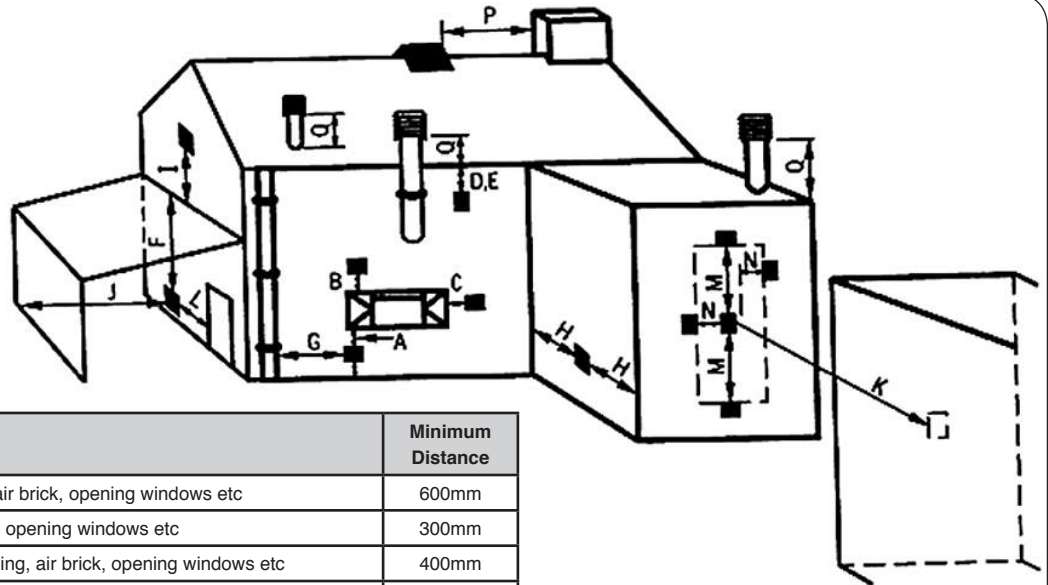 P
Q
Q
Q
D,E
I
F
B
C
N
M
J
L
A
N
G
H
H
M
K
Minimum
Distance
air brick, opening windows etc 600mm
opening windows etc 300mm
ing, air brick, opening windows etc 400mm